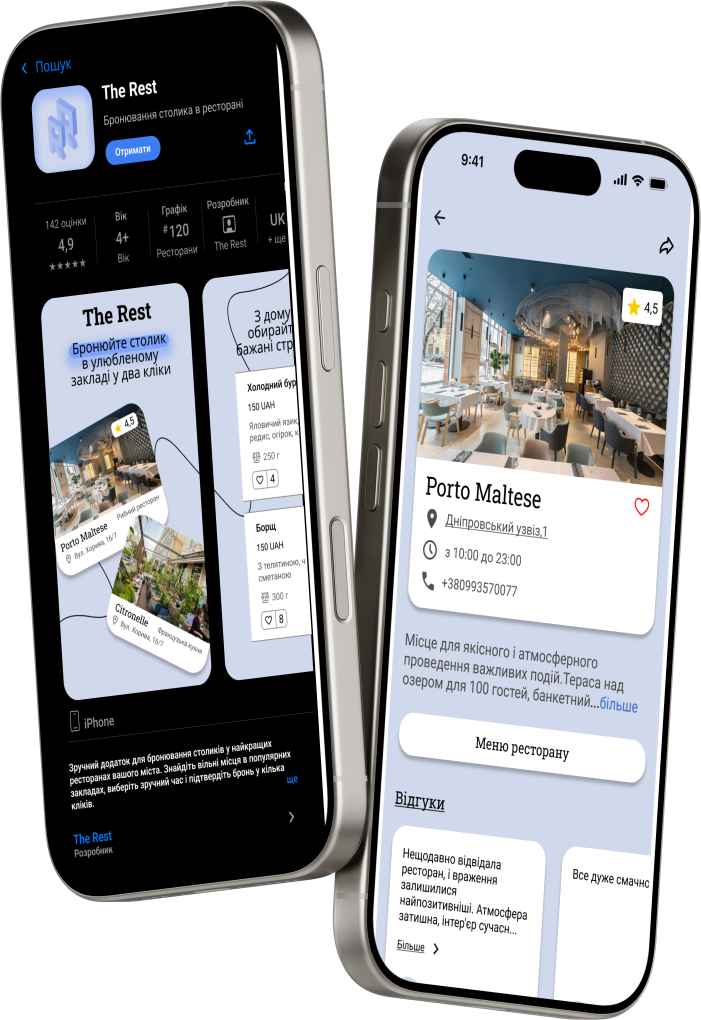 Пошук
The Rest
Бронювання столика в ресторані
Отримати
142 оцінки
4,9
★★★★★
Вік
4+
Вік
Графік
#120
Ресторани
Розробник
The Rest
UK
+ ще
The Rest
Бронюйте столик
в улюбленому
закладі у два кліки
4,5
Porto Maltese
Рибний ресторан
Вул. Хорива, 16/7
Citronelle
Французька кухня
Вул. Хорива, 16/7
З дому
обирайт
бажані стр
Холодний бур
150 UAH
Яловичий язик,
редис, огірок, к
250 г
4
Борщ
150 UAH
З телятиною, ч
сметаною
300 г
8
iPhone
Зручний додаток для бронювання столиків у найкращих
ресторанах вашого міста. Знайдіть вільні місця в популярних
закладах, виберіть зручний час і підтвердіть бронь у кілька
кліків.
ще
The Rest
Розробник
9:41
4,5
Porto Maltese
Дніпровський узвіз,1
з 10:00 до 23:00
+380993570077
Місце для якісного і атмосферного
проведення важливих подій.Тераса над
озером для 100 гостей, банкетний...більше
Меню ресторану
Відгуки
Нещодавно відвідала
ресторан, і враження
залишилися
найпозитивніші. Атмосфера
затишна, інтер'єр сучасн...
Більше
Все дуже смачно